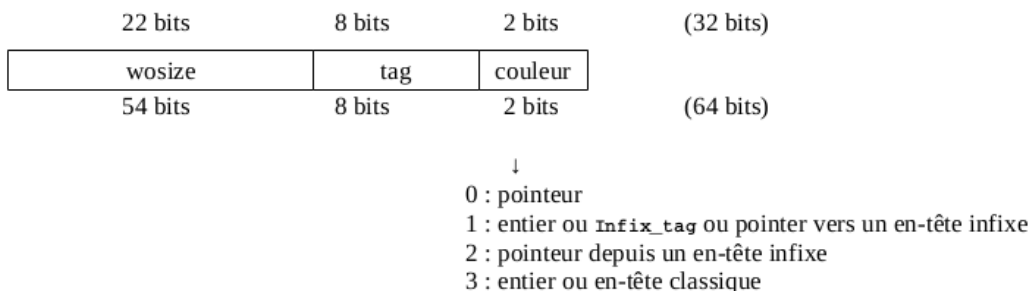 22 bits 8 bits 2 bits (32 bits)
wosize tag couleur
54 bits 8 bits 2 bits (64 bits)
↓
0 : pointeur
1 : entier ou Infix_tag ou pointer vers un en-tête infixe
2 : pointeur depuis un en-tête infixe
3 : entier ou en-tête classique